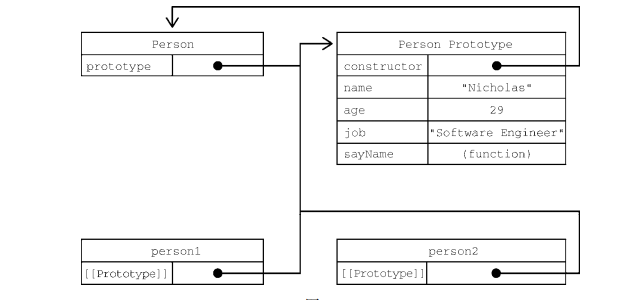 Person
prototype
Person Prototype
constructor
name "Nicholas"
age 29
job "Software Engineer"
sayName (function)
person1
[[Prototype]]
person2
[[Prototype]]